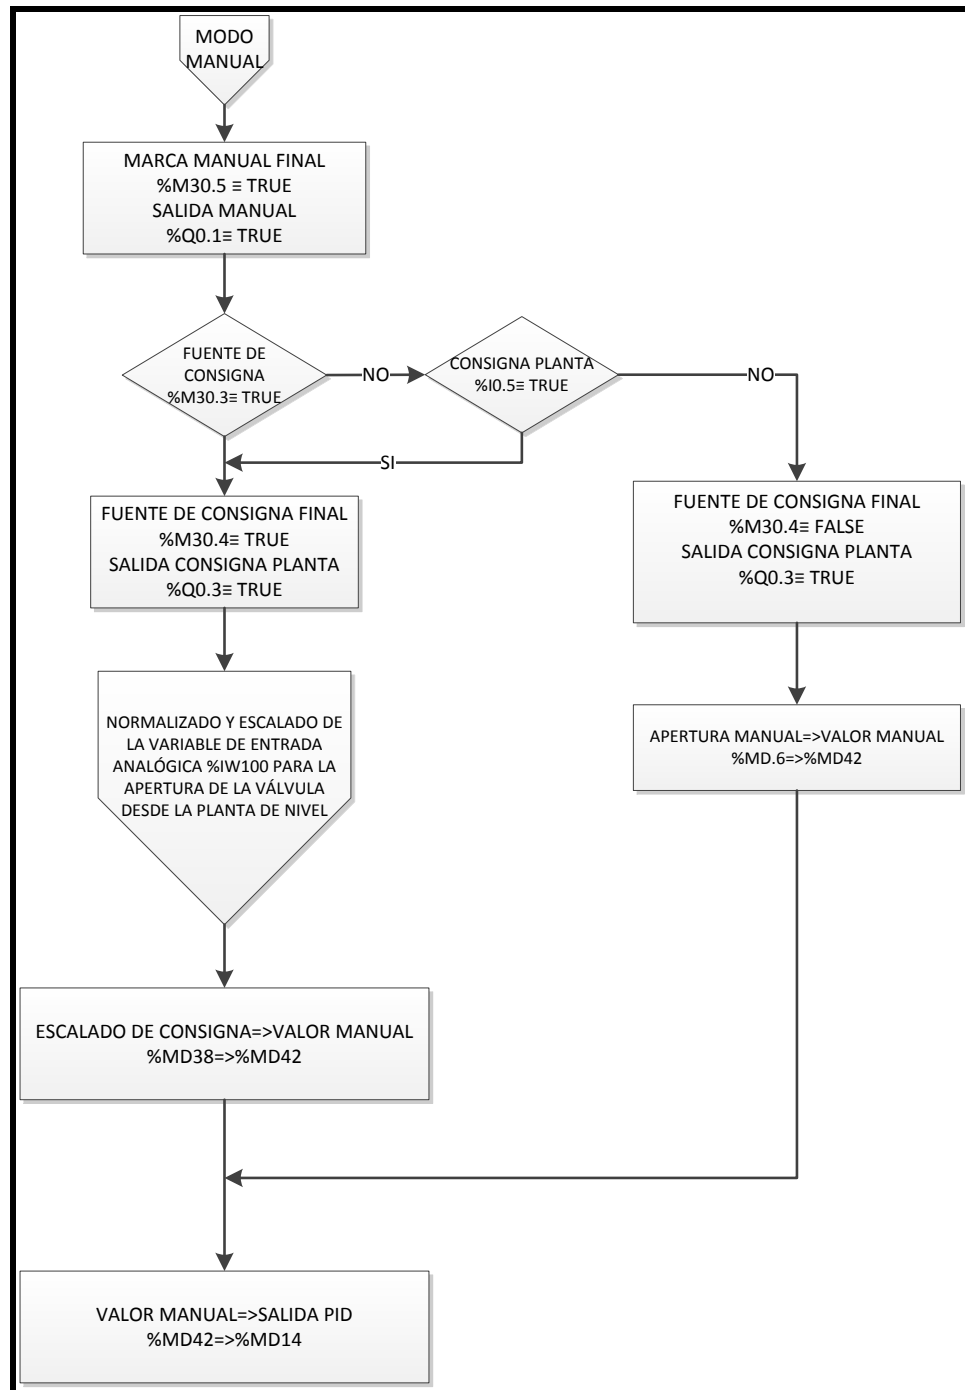 MODO
MANUAL
MARCA MANUAL FINAL
%M30.5 ≡ TRUE
SALIDA MANUAL
%Q0.1≡ TRUE
FUENTE DE
CONSIGNA
%M30.3≡ TRUE
NO
CONSIGNA PLANTA
%I0.5≡ TRUE
NO
SI
FUENTE DE CONSIGNA FINAL
%M30.4≡ TRUE
SALIDA CONSIGNA PLANTA
%Q0.3≡ TRUE
FUENTE DE CONSIGNA FINAL
%M30.4≡ FALSE
SALIDA CONSIGNA PLANTA
%Q0.3≡ TRUE
NORMALIZADO Y ESCALADO DE
LA VARIABLE DE ENTRADA
ANALÓGICA %IW100 PARA LA
APERTURA DE LA VÁLVULA
DESDE LA PLANTA DE NIVEL
APERTURA MANUAL=>VALOR MANUAL
%MD.6=>%MD42
ESCALADO DE CONSIGNA=>VALOR MANUAL
%MD38=>%MD42
VALOR MANUAL=>SALIDA PID
%MD42=>%MD14